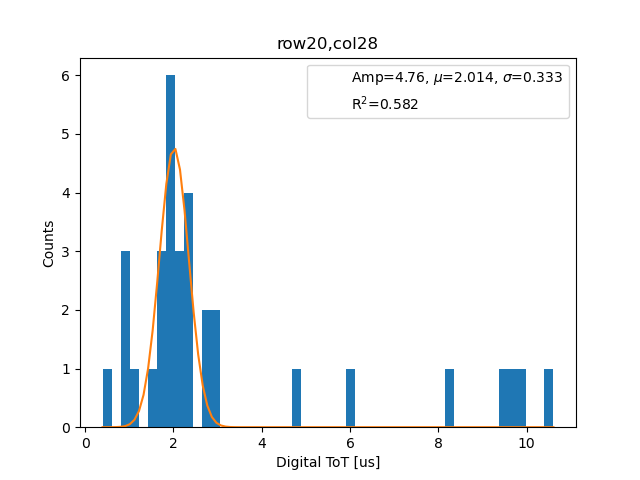 row20,col28
Amp=4.76, μ=2.014, σ=0.333
R²=0.582
Counts
6
5
4
3
2
1
0
0 2 4 6 8 10
Digital ToT [us]